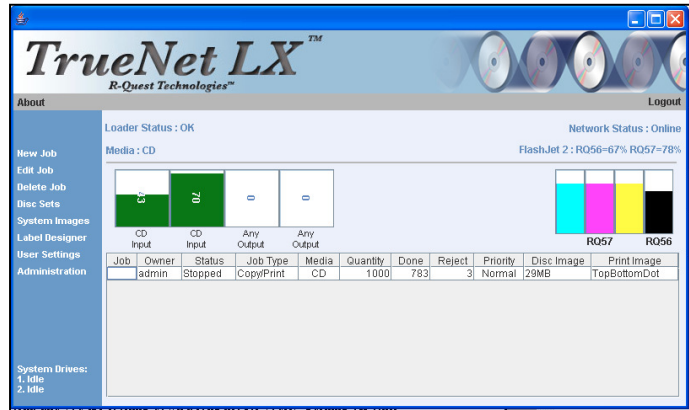 TrueNet LX™
R-Quest Technologies™
About
Logout
Loader Status : OK
Network Status : Online
Media : CD
FlashJet 2 : RQ56=67% RQ57=78%
New Job
Edit Job
Delete Job
Disc Sets
System Images
Label Designer
User Settings
Administration
43
70
0
0
CD Input
CD Input
Any Output
Any Output
RQ57
RQ56
Job Owner Status Job Type Media Quantity Done Reject Priority Disc Image Print Image
admin Stopped Copy/Print CD 1000 783 3 Normal 29MB TopBottomDot
System Drives:
1. Idle
2. Idle